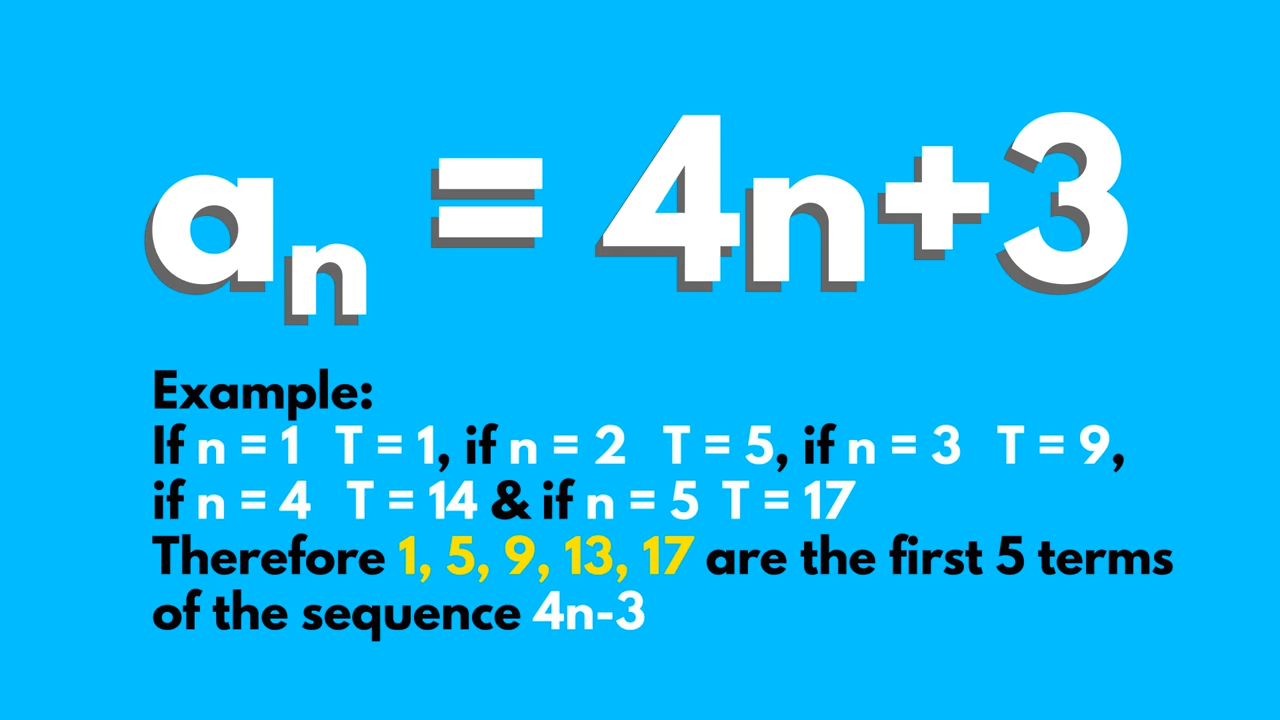 an = 4n+3
Example:
If n = 1 T = 1, if n = 2 T = 5, if n = 3 T = 9,
if n = 4 T = 14 & if n = 5 T = 17
Therefore 1, 5, 9, 13, 17 are the first 5 terms
of the sequence 4n-3